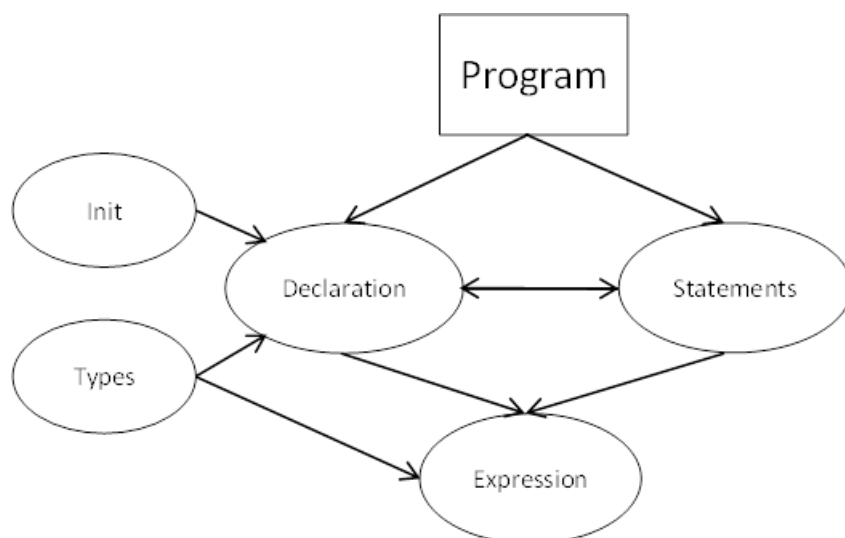 Program
Init
Declaration
Statements
Types
Expression